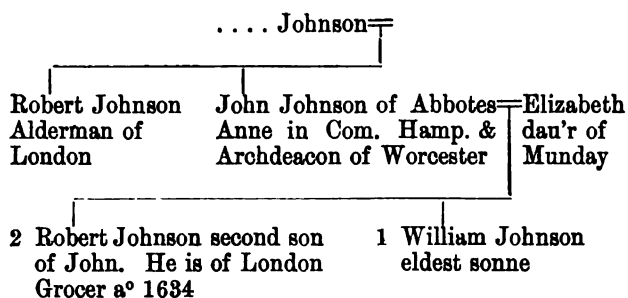 .... Johnson
Robert Johnson
Alderman of
London
John Johnson of Abbotes
Anne in Com. Hamp. &
Archdeacon of Worcester
Elizabeth
dau'r of
Munday
2 Robert Johnson second son
of John. He is of London
Grocer aº 1634
1 William Johnson
eldest sonne